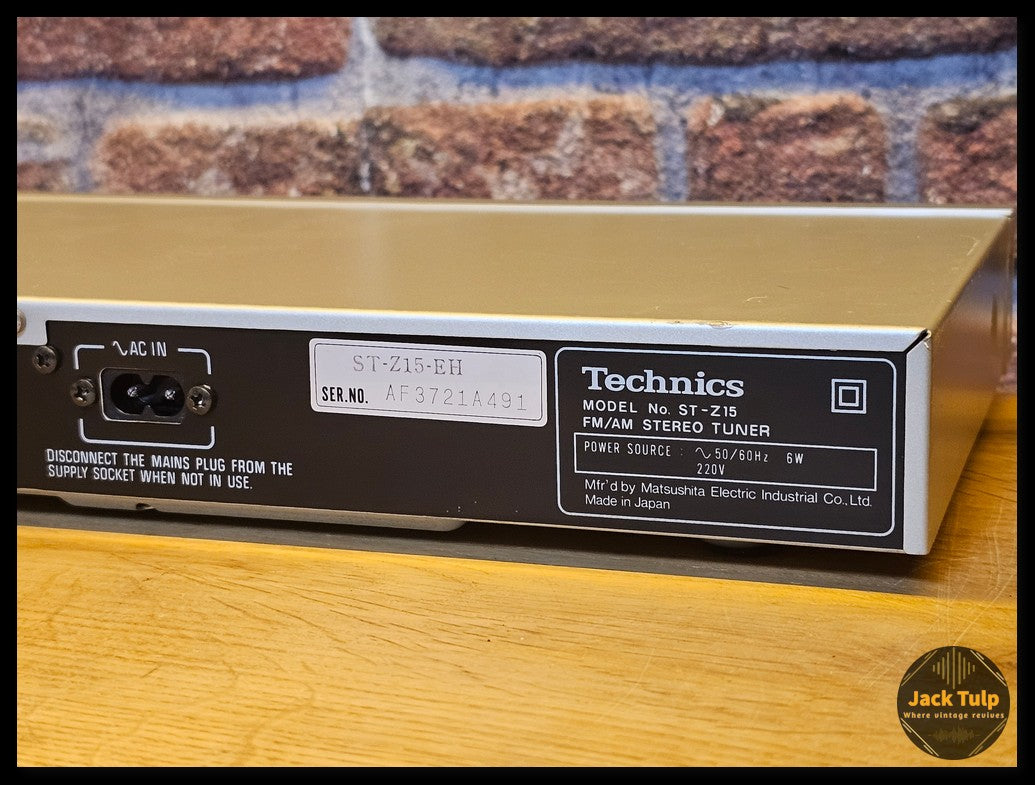 ∿AC IN
DISCONNECT THE MAINS PLUG FROM THE
SUPPLY SOCKET WHEN NOT IN USE.
ST-Z15-EH
SER.NO. AF3721A491
Technics
MODEL No. ST-Z15
FM/AM STEREO TUNER
POWER SOURCE : ∿50/60Hz 6W
220V
Mfr'd by Matsushita Electric Industrial Co., Ltd.
Made in Japan
Jack Tulp
Where vintage revives